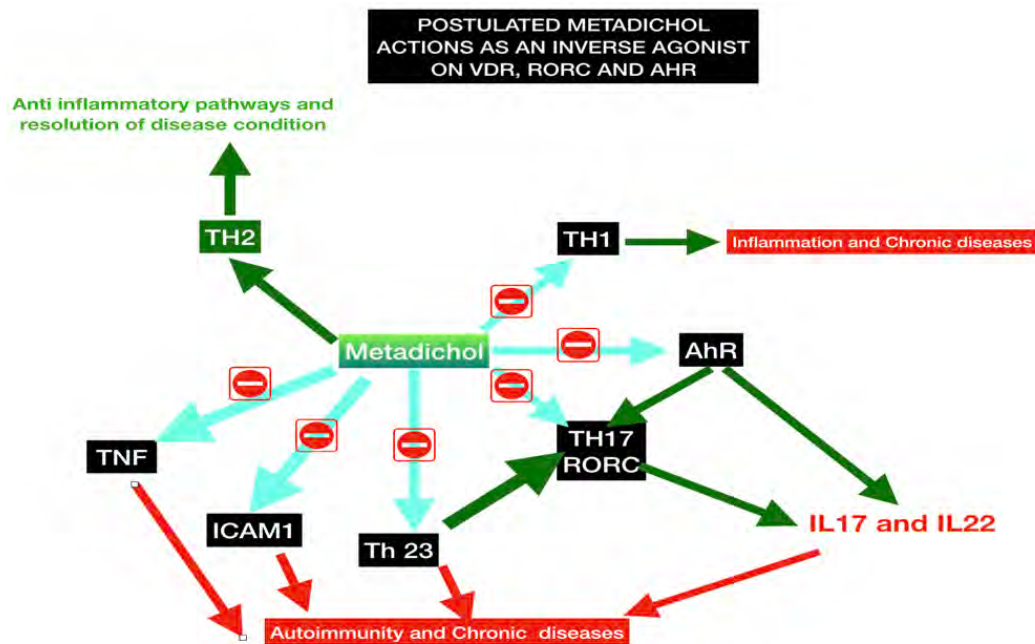 POSTULATED METADICHOL
ACTIONS AS AN INVERSE AGONIST
ON VDR, RORC AND AHR
Anti inflammatory pathways and
resolution of disease condition
TH2
TH1
Inflammation and Chronic diseases
Metadichol
AhR
TNF
TH17
RORC
ICAM1
Th 23
IL17 and IL22
Autoimmunity and Chronic diseases